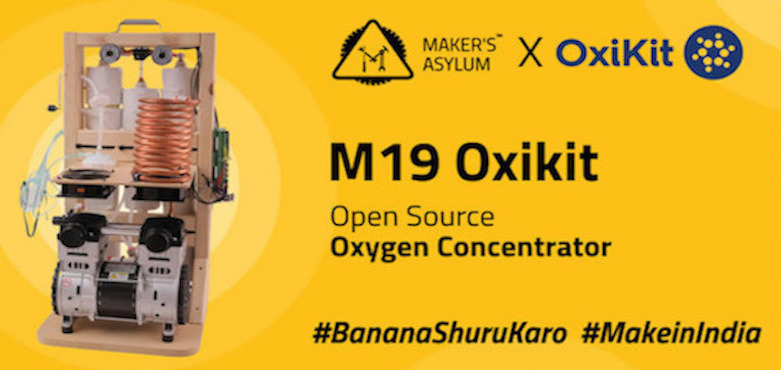 MAKER'S™
ASYLUM
X
OxiKit
M19 Oxikit
Open Source
Oxygen Concentrator
#BananaShuruKaro #MakeinIndia